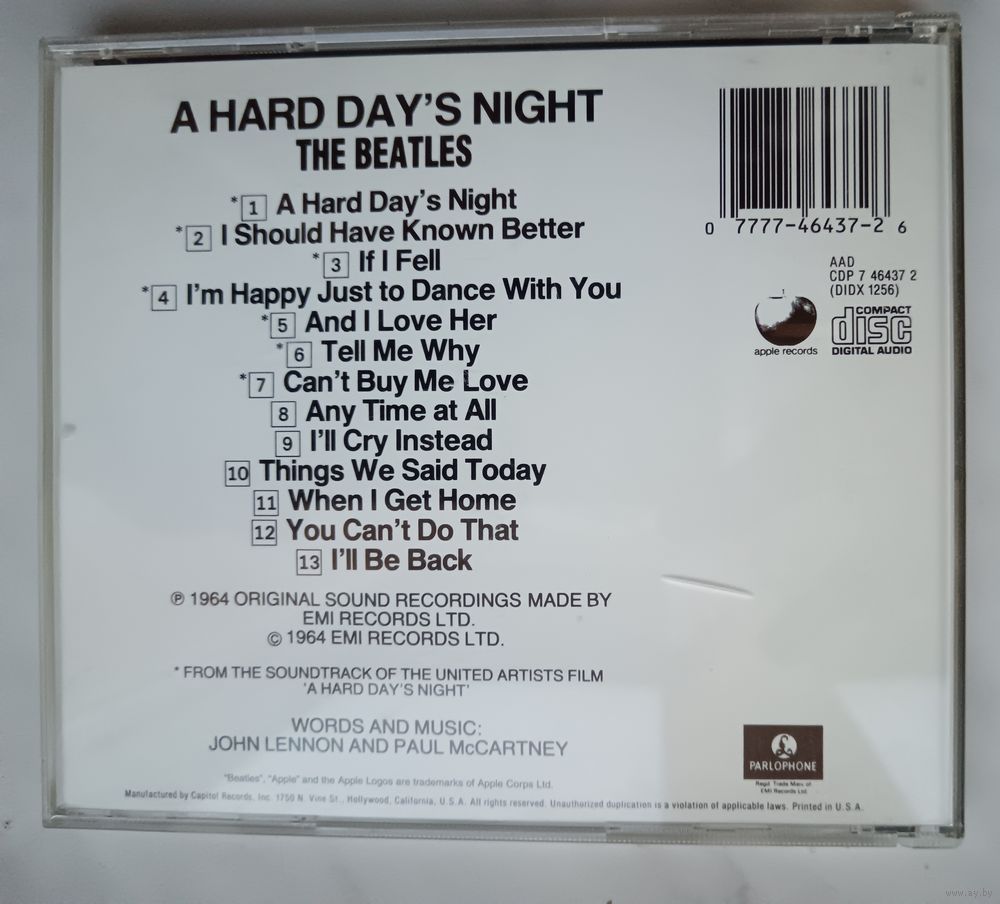 A HARD DAY'S NIGHT
THE BEATLES
*1 A Hard Day's Night
*2 I Should Have Known Better
*3 If I Fell
*4 I'm Happy Just to Dance With You
*5 And I Love Her
*6 Tell Me Why
*7 Can't Buy Me Love
8 Any Time at All
9 I'll Cry Instead
10 Things We Said Today
11 When I Get Home
12 You Can't Do That
13 I'll Be Back
℗ 1964 ORIGINAL SOUND RECORDINGS MADE BY
EMI RECORDS LTD.
© 1964 EMI RECORDS LTD.
* FROM THE SOUNDTRACK OF THE UNITED ARTISTS FILM
'A HARD DAY'S NIGHT'
WORDS AND MUSIC:
JOHN LENNON AND PAUL McCARTNEY
"Beatles", "Apple" and the Apple Logos are trademarks of Apple Corps Ltd.
Manufactured by Capitol Records, Inc. 1750 N. Vine St., Hollywood, California, U.S.A. All rights reserved. Unauthorized duplication is a violation of applicable laws. Printed in U.S.A.
0 7777-46437-2 6
AAD
CDP 7 46437 2
(DIDX 1256)
apple records
COMPACT
disc
DIGITAL AUDIO
PARLOPHONE
Regd. Trade Mark of
EMI Records Ltd.
www.ay.by